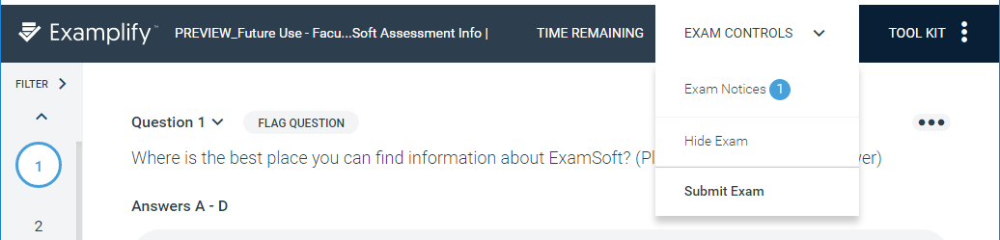 Examplify™ PREVIEW_Future Use - Facu...Soft Assessment Info | TIME REMAINING EXAM CONTROLS TOOL KIT
FILTER
Exam Notices 1
Question 1 FLAG QUESTION
Hide Exam
Where is the best place you can find information about ExamSoft? (Pl er)
1
Submit Exam
Answers A - D
2